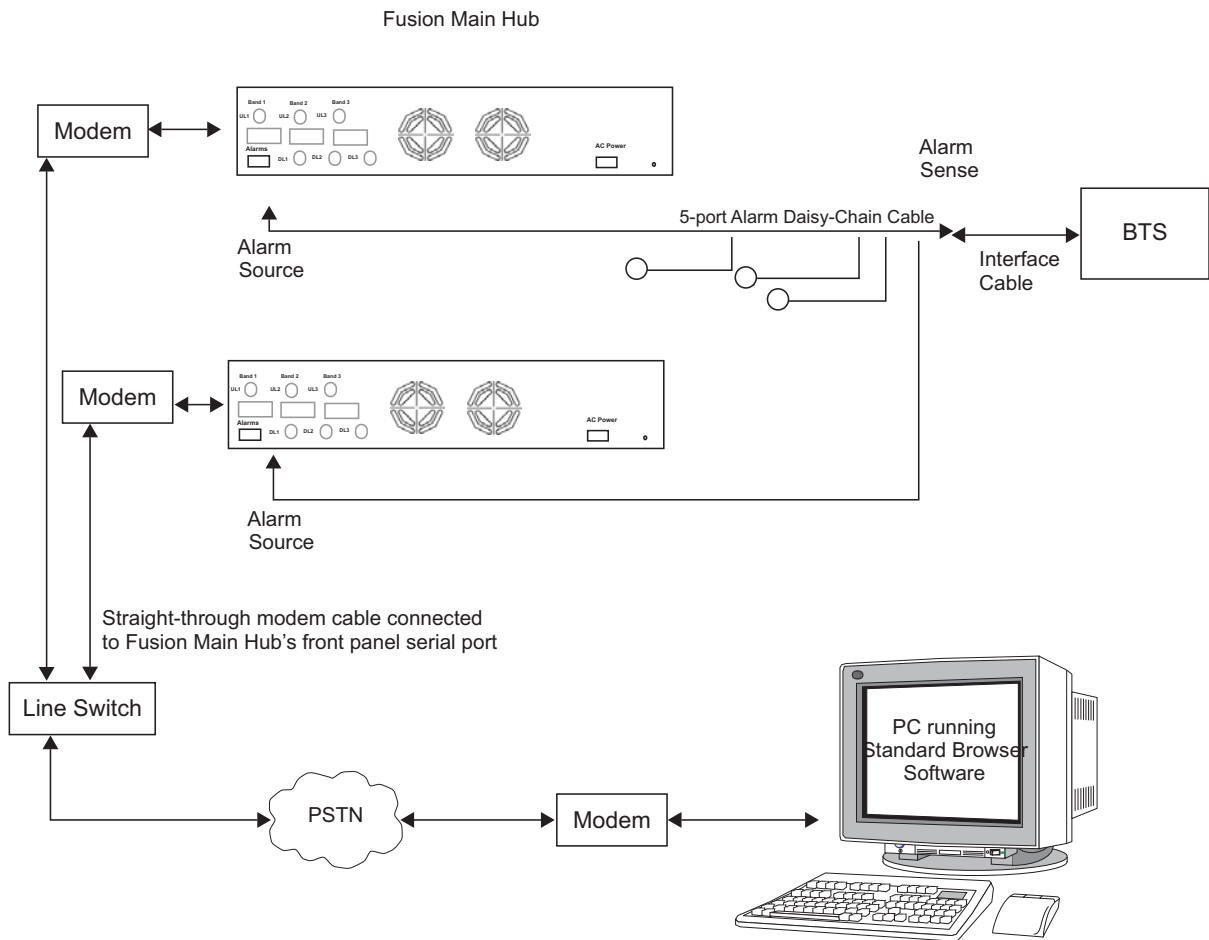 Fusion Main Hub
Modem
Band 1 Band 2 Band 3
UL1 UL2 UL3
Alarms
DL1 DL2 DL3
AC Power
Alarm
Sense
5-port Alarm Daisy-Chain Cable
BTS
Alarm
Source
Interface
Cable
Modem
Band 1 Band 2 Band 3
UL1 UL2 UL3
Alarms
DL1 DL2 DL3
AC Power
Alarm
Source
Straight-through modem cable connected
to Fusion Main Hub's front panel serial port
Line Switch
PC running
Standard Browser
Software
PSTN
Modem